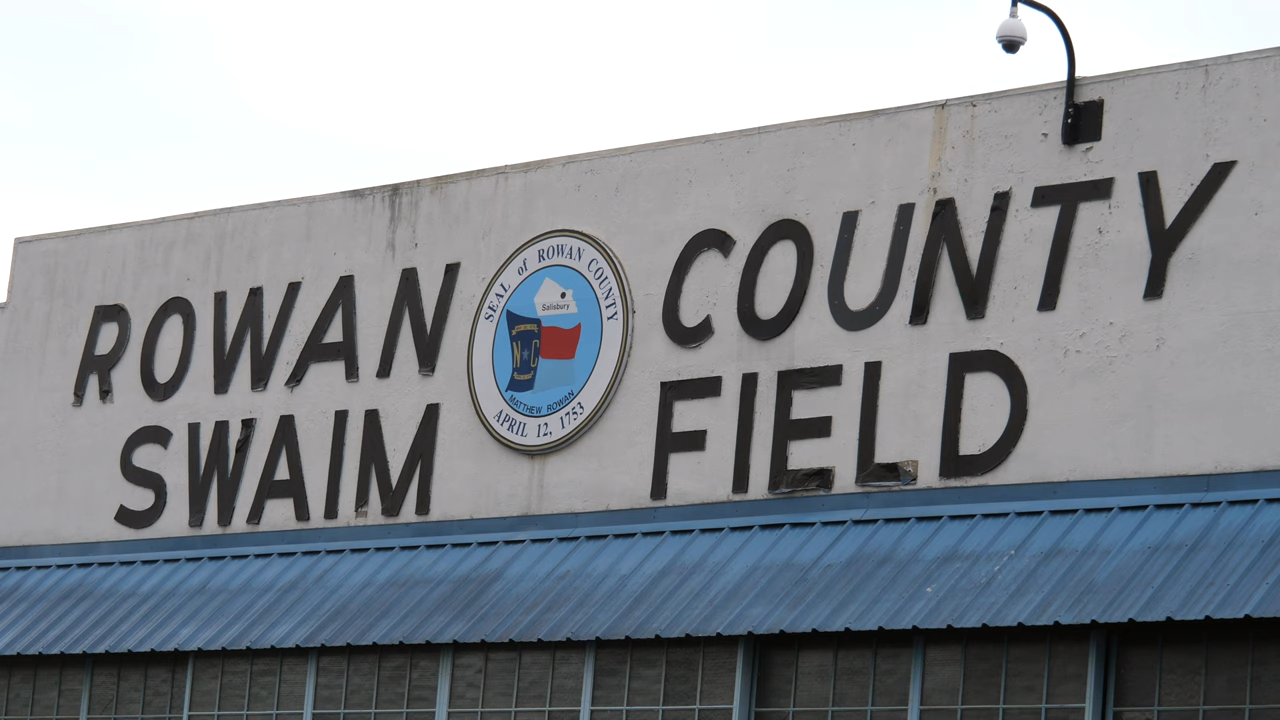 ROWAN COUNTY
SWAIM FIELD
SEAL of ROWAN COUNTY
Salisbury
N C
MATTHEW ROWAN
APRIL 12, 1753